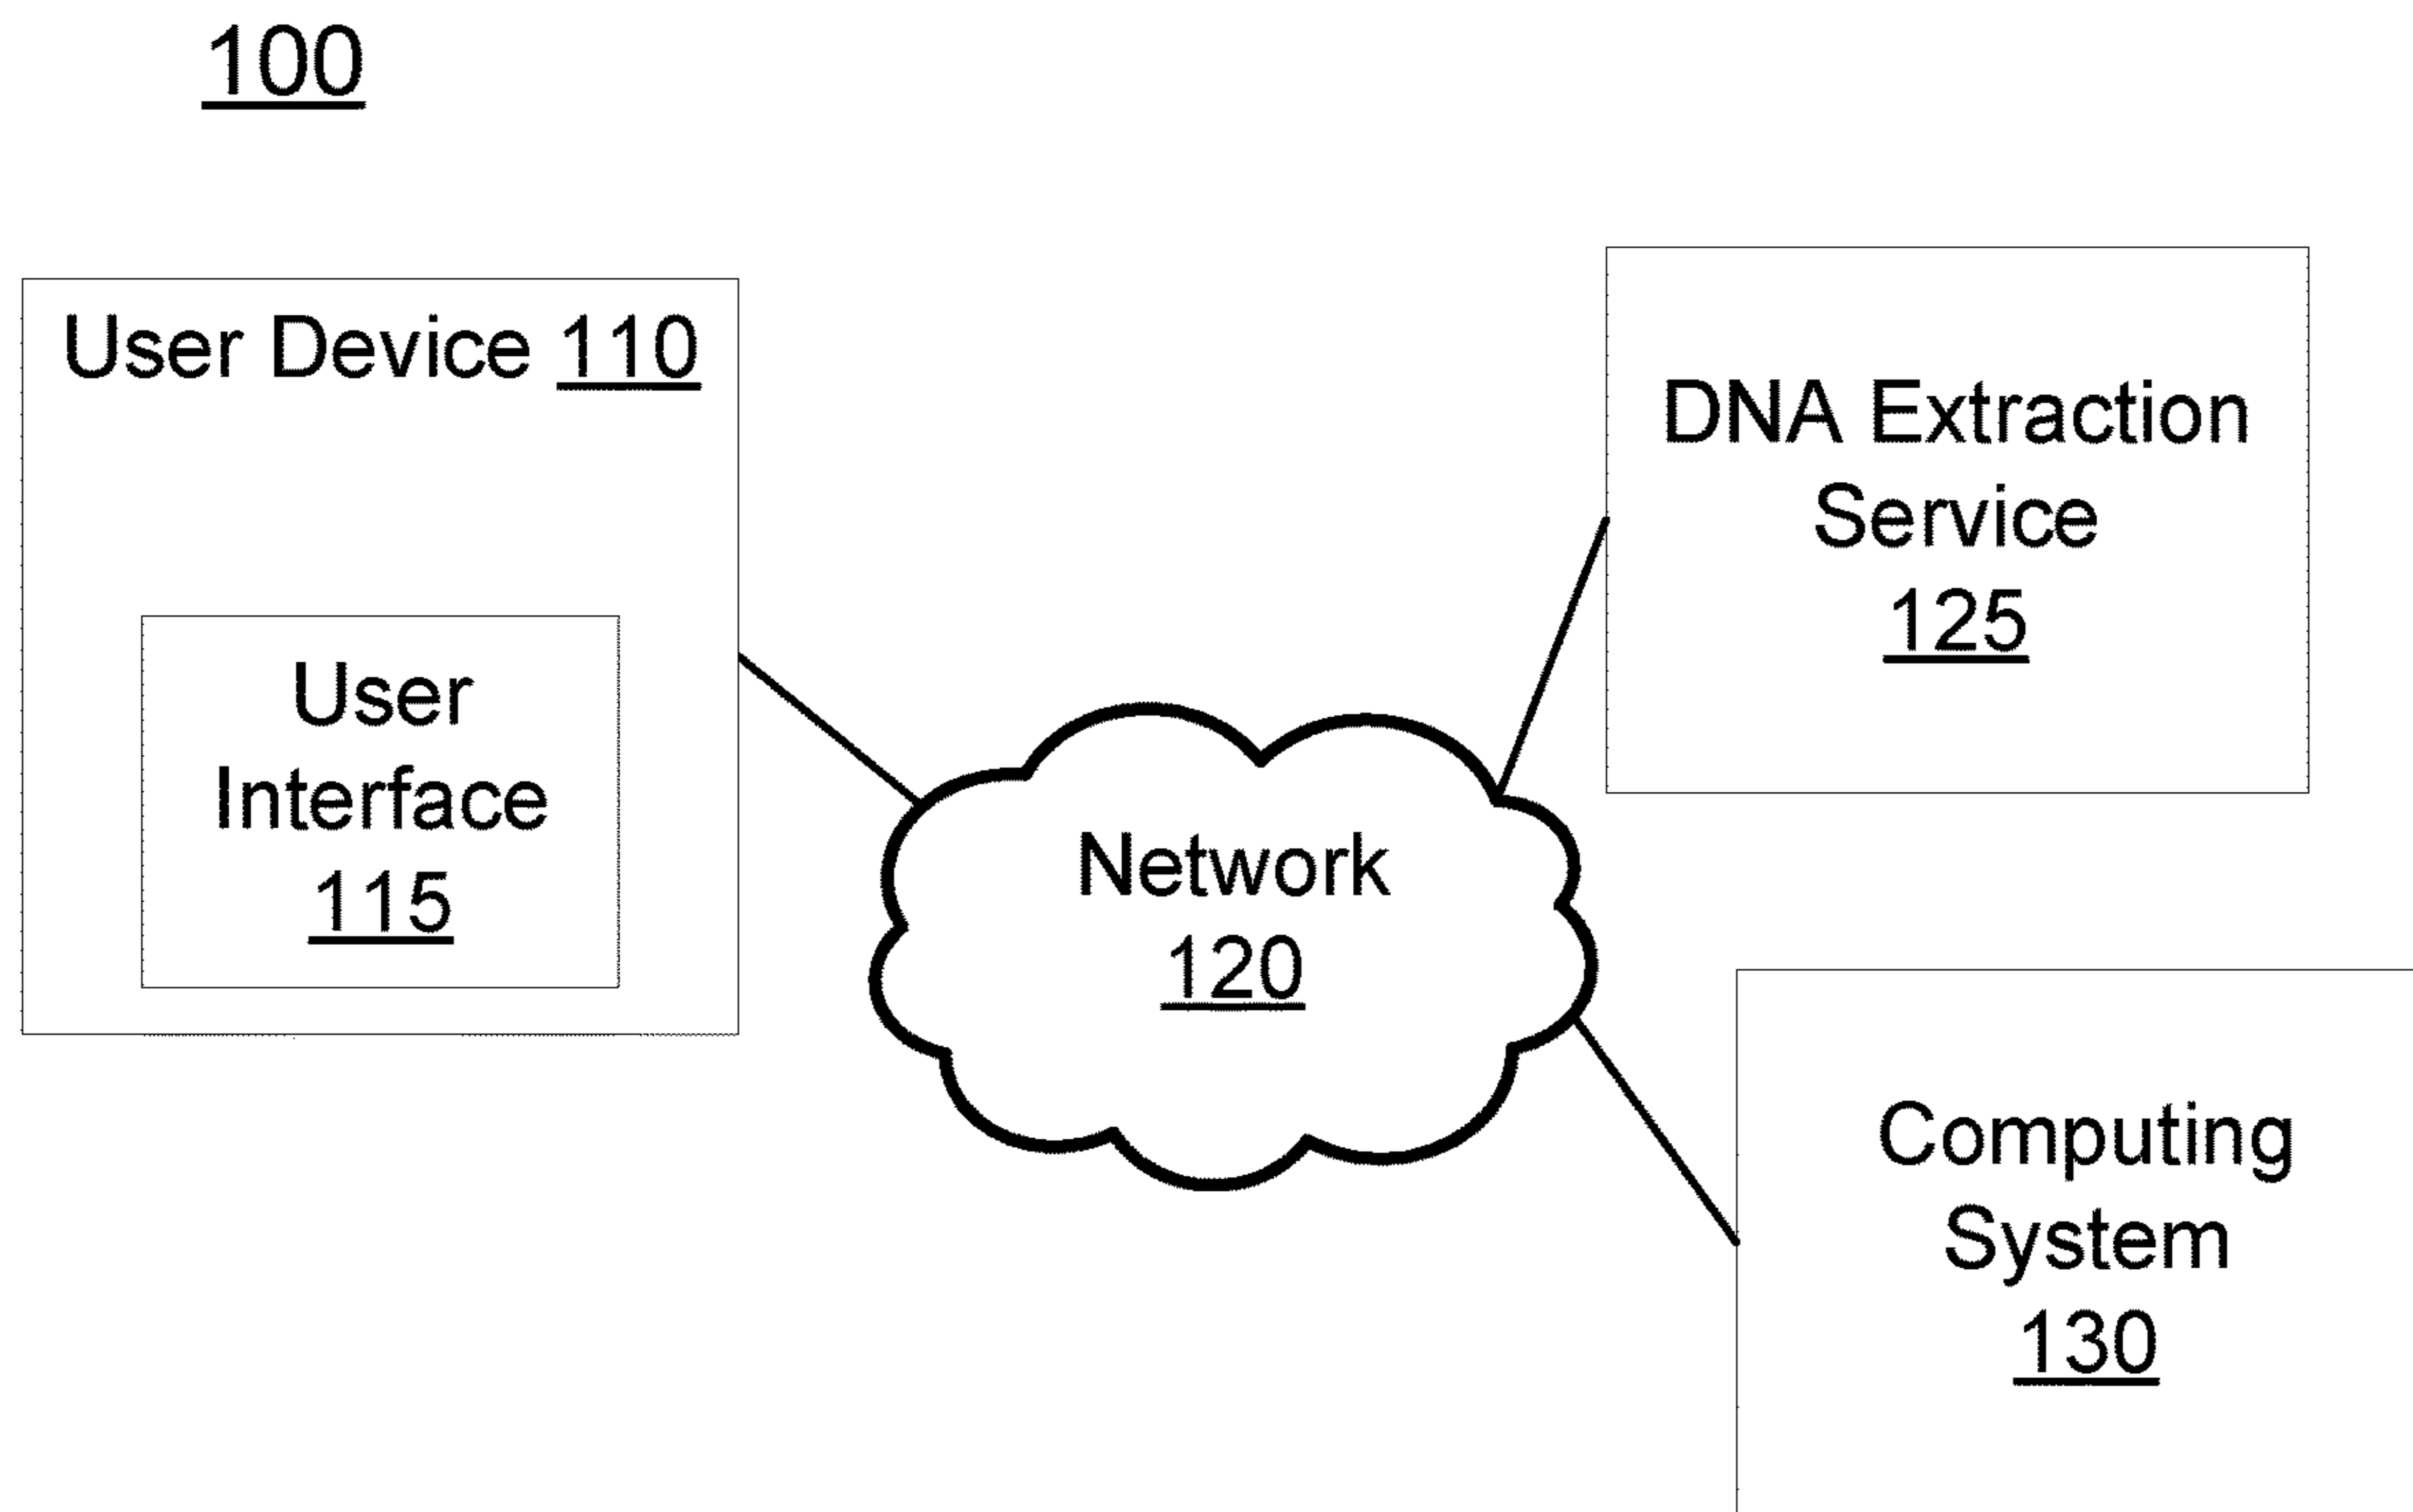 100
User Device 110
User
Interface
115
Network
120
DNA Extraction
Service
125
Computing
System
130